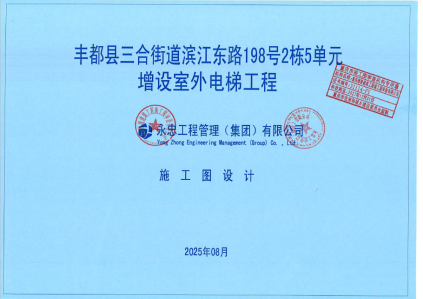 丰都县三合街道滨江东路198号2栋5单元
增设室外电梯工程
永忠工程管理（集团）有限公司
Yong Zhong Engineering Management (Group) Co. , Ltd.
施工图设计
2025年08月